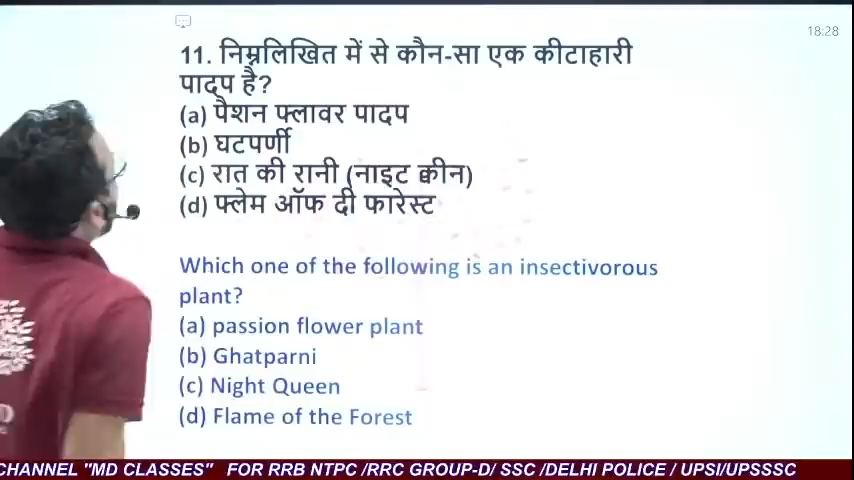 18:28
11. निम्नलिखित में से कौन-सा एक कीटाहारी
पादप है?
(a) पैशन फ्लावर पादप
(b) घटपर्णी
(c) रात की रानी (नाइट क्वीन)
(d) फ्लेम ऑफ दी फारेस्ट
Which one of the following is an insectivorous
plant?
(a) passion flower plant
(b) Ghatparni
(c) Night Queen
(d) Flame of the Forest
CHANNEL "MD CLASSES" FOR RRB NTPC /RRC GROUP-D/ SSC /DELHI POLICE / UPSI/UPSSSC